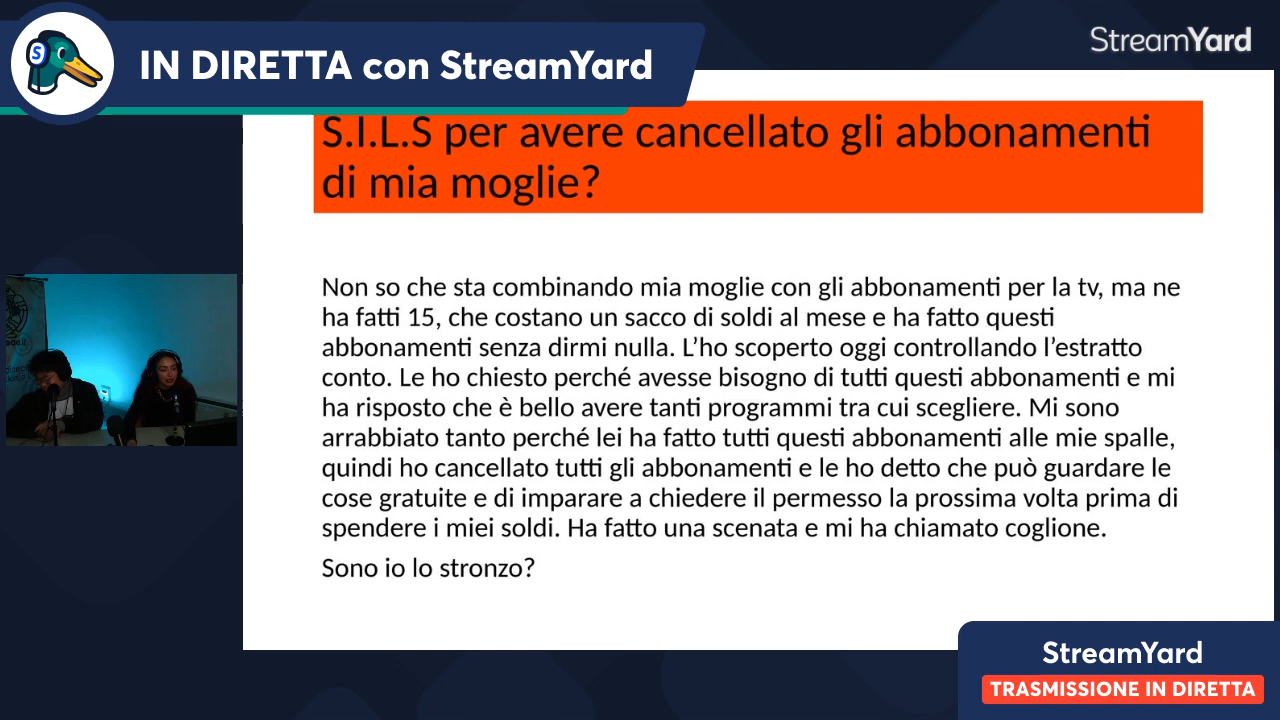 IN DIRETTA con StreamYard
StreamYard
S.I.L.S per avere cancellato gli abbonamenti
di mia moglie?
Non so che sta combinando mia moglie con gli abbonamenti per la tv, ma ne
ha fatti 15, che costano un sacco di soldi al mese e ha fatto questi
abbonamenti senza dirmi nulla. L’ho scoperto oggi controllando l’estratto
conto. Le ho chiesto perché avesse bisogno di tutti questi abbonamenti e mi
ha risposto che è bello avere tanti programmi tra cui scegliere. Mi sono
arrabbiato tanto perché lei ha fatto tutti questi abbonamenti alle mie spalle,
quindi ho cancellato tutti gli abbonamenti e le ho detto che può guardare le
cose gratuite e di imparare a chiedere il permesso la prossima volta prima di
spendere i miei soldi. Ha fatto una scenata e mi ha chiamato coglione.
Sono io lo stronzo?
StreamYard
TRASMISSIONE IN DIRETTA